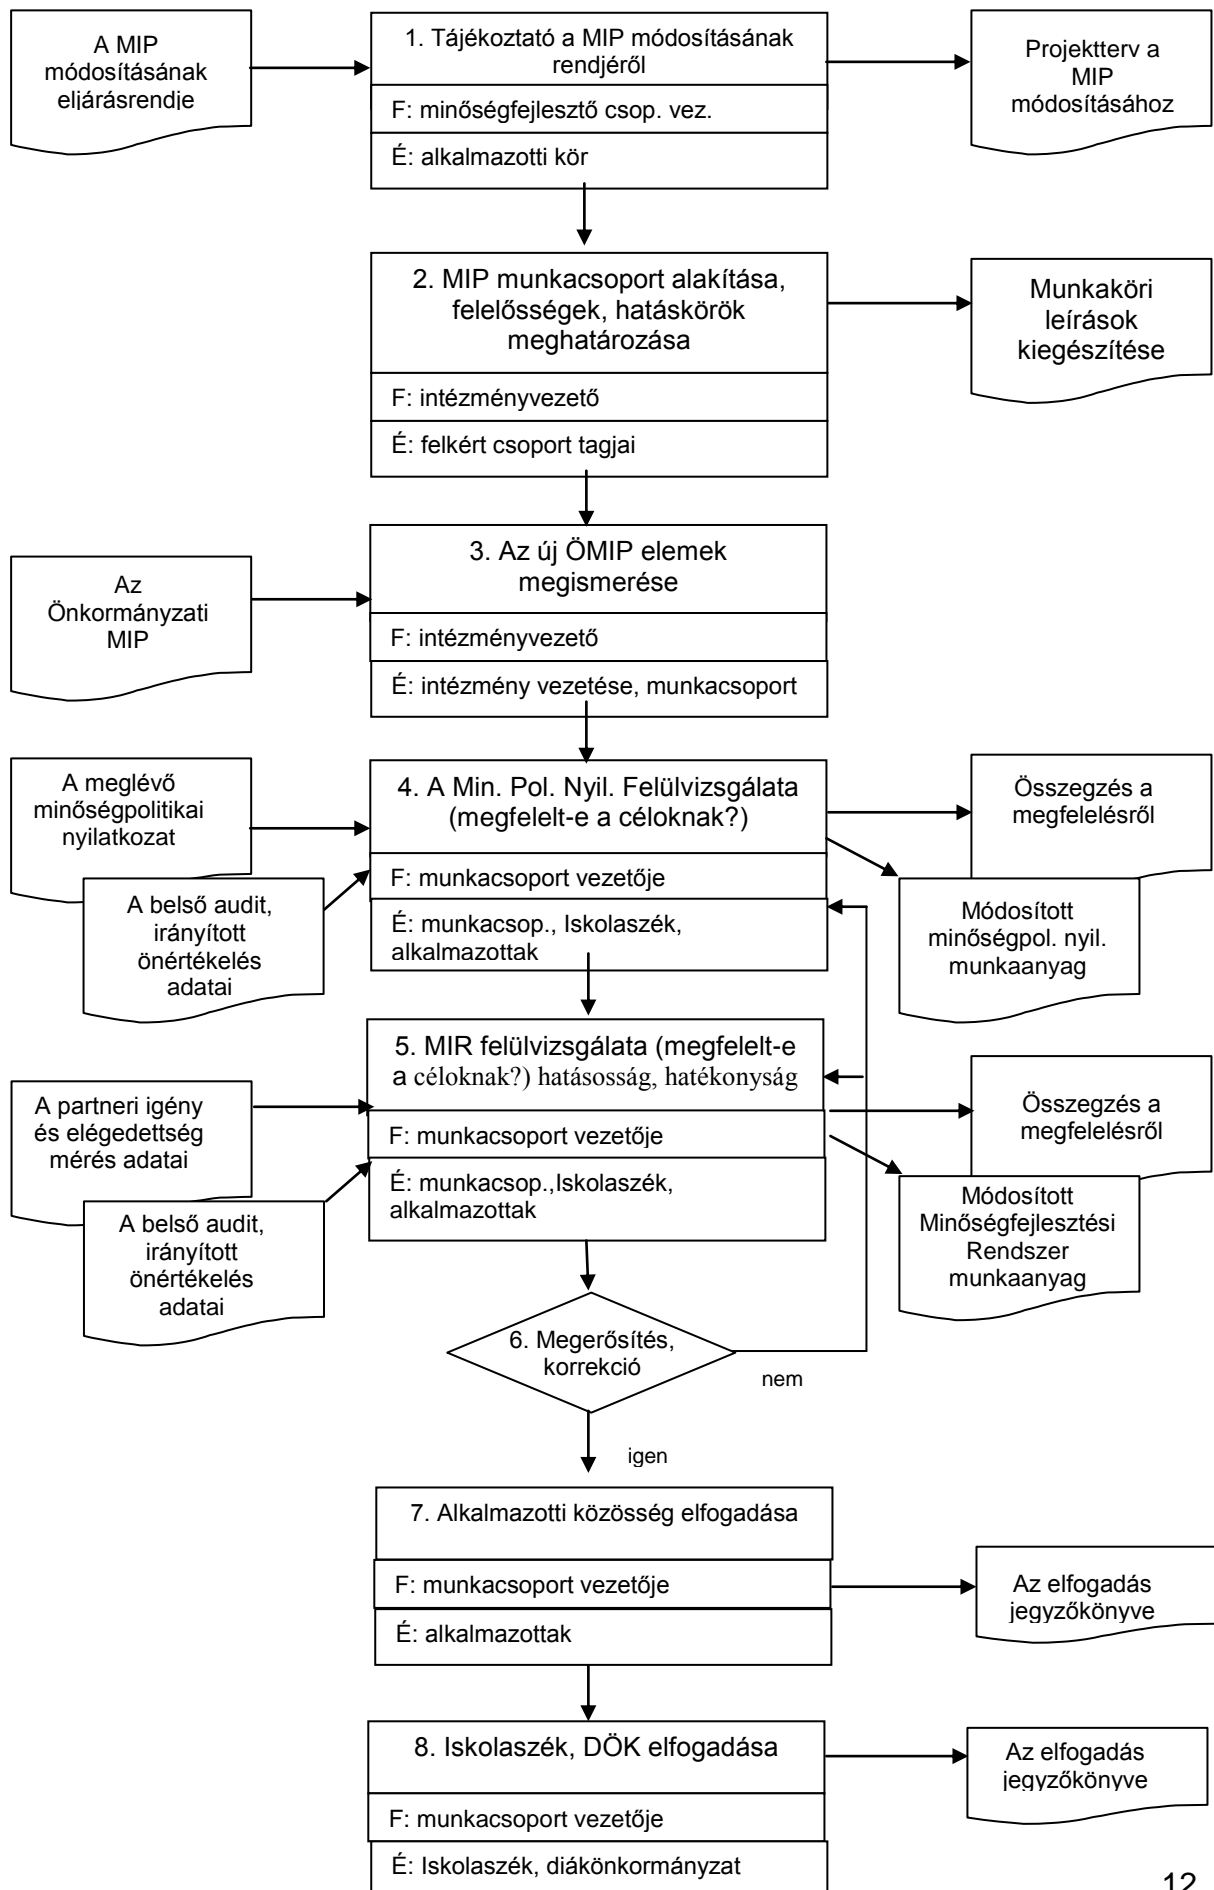 A MIP
módosításának
eljárásrendje
1. Tájékoztató a MIP módosításának
rendjéről
F: minőségfejlesztő csop. vez.
É: alkalmazotti kör
Projektterv a
MIP
módosításához
2. MIP munkacsoport alakítása,
felelősségek, hatáskörök
meghatározása
F: intézményvezető
É: felkért csoport tagjai
Munkaköri
leírások
kiegészítése
Az
Önkormányzati
MIP
3. Az új ÖMIP elemek
megismerése
F: intézményvezető
É: intézmény vezetése, munkacsoport
A meglévő
minőségpolitikai
nyilatkozat
A belső audit,
irányított
önértékelés
adatai
4. A Min. Pol. Nyil. Felülvizsgálata
(megfelelt-e a céloknak?)
F: munkacsoport vezetője
É: munkacsop., Iskolaszék,
alkalmazottak
Összegzés a
megfelelésről
Módosított
minőségpol. nyil.
munkaanyag
A partneri igény
és elégedettség
mérés adatai
A belső audit,
irányított
önértékelés
adatai
5. MIR felülvizsgálata (megfelelt-e
a céloknak?) hatásosság, hatékonyság
F: munkacsoport vezetője
É: munkacsop.,Iskolaszék,
alkalmazottak
Összegzés a
megfelelésről
Módosított
Minőségfejlesztési
Rendszer
munkaanyag
6. Megerősítés,
korrekció
nem
igen
7. Alkalmazotti közösség elfogadása
F: munkacsoport vezetője
É: alkalmazottak
Az elfogadás
jegyzőkönyve
8. Iskolaszék, DÖK elfogadása
F: munkacsoport vezetője
É: Iskolaszék, diákönkormányzat
Az elfogadás
jegyzőkönyve
12